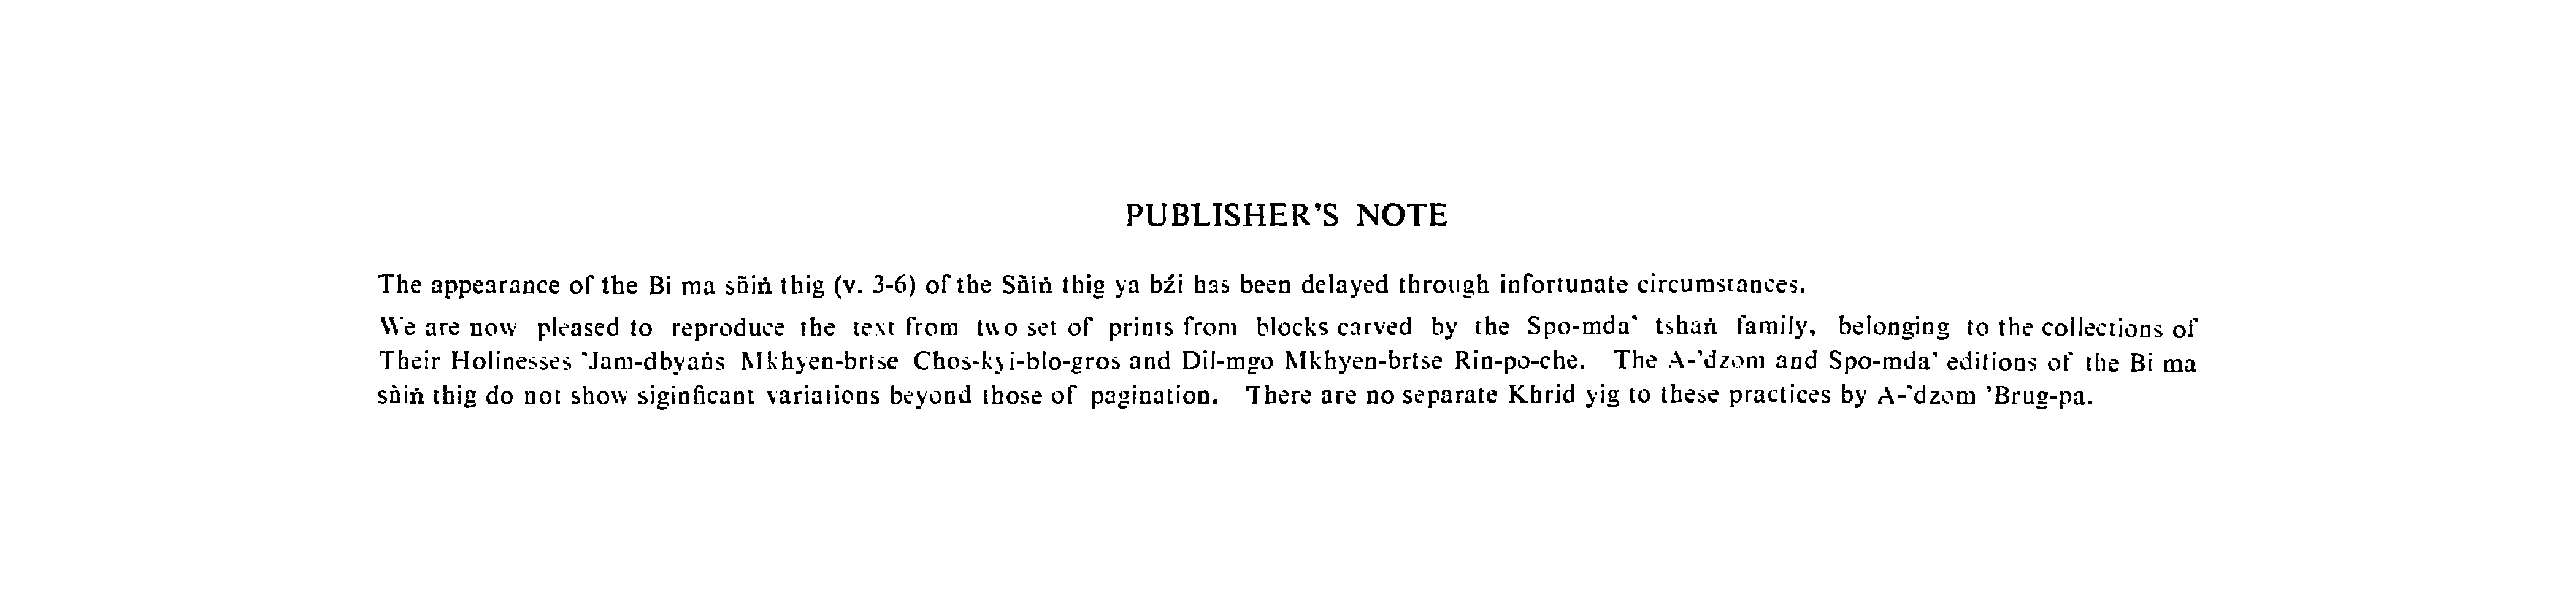 PUBLISHER'S NOTE
The appearance of the Bi ma sñiṅ thig (v. 3-6) of the Sñiṅ thig ya bźi has been delayed through infortunate circumstances.
We are now pleased to reproduce the text from two set of prints from blocks carved by the Spo-mda' tshaṅ family, belonging to the collections of
Their Holinesses 'Jam-dbyaṅs Mkhyen-brtse Chos-kyi-blo-gros and Dil-mgo Mkhyen-brtse Rin-po-che. The A-'dzom and Spo-mda' editions of the Bi ma
sñiṅ thig do not show siginficant variations beyond those of pagination. There are no separate Khrid yig to these practices by A-'dzom 'Brug-pa.